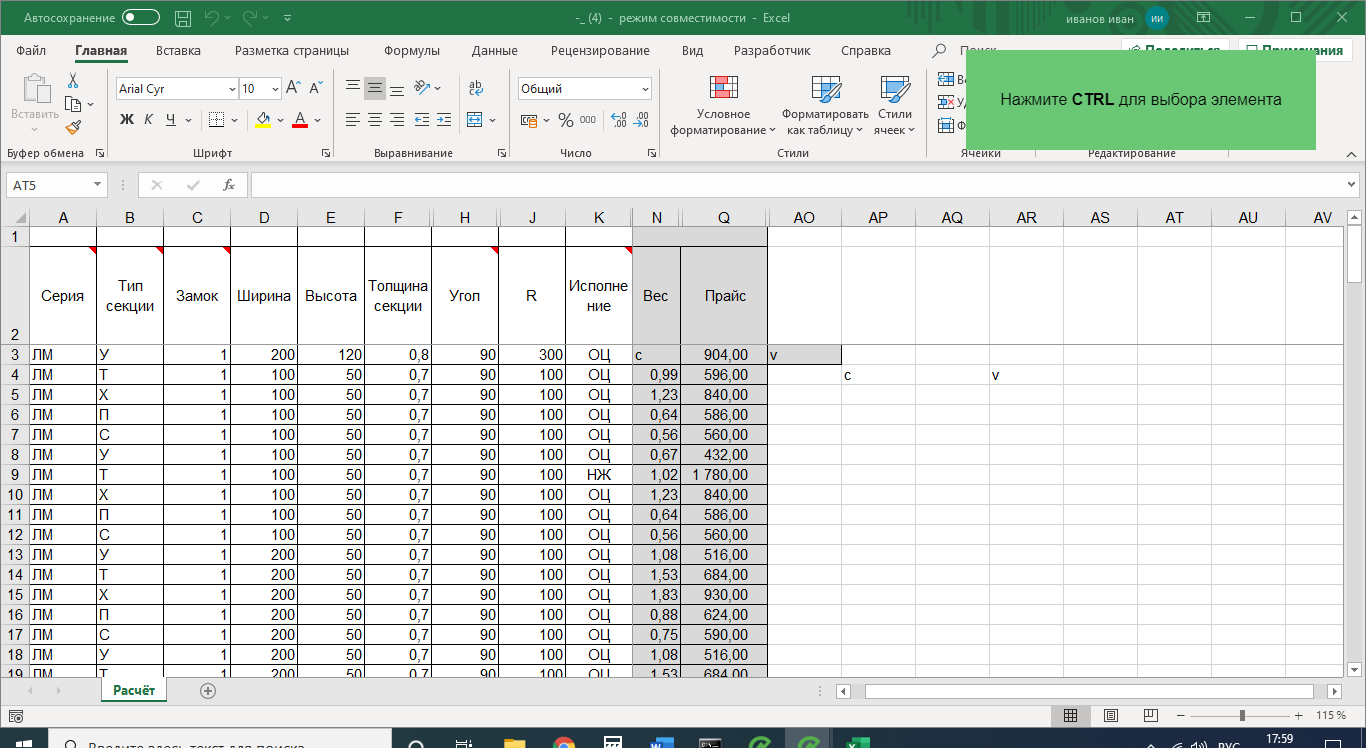 Автосохранение -_ (4) - режим совместимости - Excel иванов иван ИИ
Файл Главная Вставка Разметка страницы Формулы Данные Рецензирование Вид Разработчик Справка
Нажмите CTRL для выбора элемента
Вставить Arial Cyr 10 Общий Условное форматирование Форматировать как таблицу Стили ячеек
Ж К Ч % 000
Буфер обмена Шрифт Выравнивание Число Стили Ячейки Редактирование
AT5 fx
A B C D E F H J K N Q AO AP AQ AR AS AT AU AV
1
2 Серия Тип секции Замок Ширина Высота Толщина секции Угол R Исполне ние Вес Прайс
3 ЛМ У 1 200 120 0,8 90 300 ОЦ c 904,00 v
4 ЛМ Т 1 100 50 0,7 90 100 ОЦ 0,99 596,00 c v
5 ЛМ Х 1 100 50 0,7 90 100 ОЦ 1,23 840,00
6 ЛМ П 1 100 50 0,7 90 100 ОЦ 0,64 586,00
7 ЛМ С 1 100 50 0,7 90 100 ОЦ 0,56 560,00
8 ЛМ У 1 100 50 0,7 90 100 ОЦ 0,67 432,00
9 ЛМ Т 1 100 50 0,7 90 100 НЖ 1,02 1 780,00
10 ЛМ Х 1 100 50 0,7 90 100 ОЦ 1,23 840,00
11 ЛМ П 1 100 50 0,7 90 100 ОЦ 0,64 586,00
12 ЛМ С 1 100 50 0,7 90 100 ОЦ 0,56 560,00
13 ЛМ У 1 200 50 0,7 90 100 ОЦ 1,08 516,00
14 ЛМ Т 1 200 50 0,7 90 100 ОЦ 1,53 684,00
15 ЛМ Х 1 200 50 0,7 90 100 ОЦ 1,83 930,00
16 ЛМ П 1 200 50 0,7 90 100 ОЦ 0,88 624,00
17 ЛМ С 1 200 50 0,7 90 100 ОЦ 0,75 590,00
18 ЛМ У 1 200 50 0,7 90 100 ОЦ 1,08 516,00
19 ЛМ Т 1 200 50 0,7 90 100 ОЦ 1,53 684,00
Расчёт
115 %
Введите здесь текст для поиска РУС 17:59